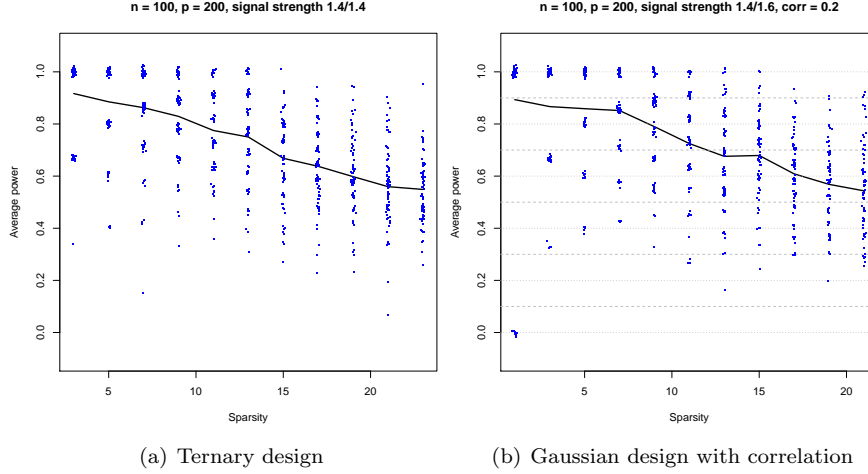 n = 100, p = 200, signal strength 1.4/1.4
Average power
1.0
0.8
0.6
0.4
0.2
0.0
5
10
15
20
Sparsity
(a) Ternary design
n = 100, p = 200, signal strength 1.4/1.6, corr = 0.2
Average power
1.0
0.8
0.6
0.4
0.2
0.0
5
10
15
20
Sparsity
(b) Gaussian design with correlation